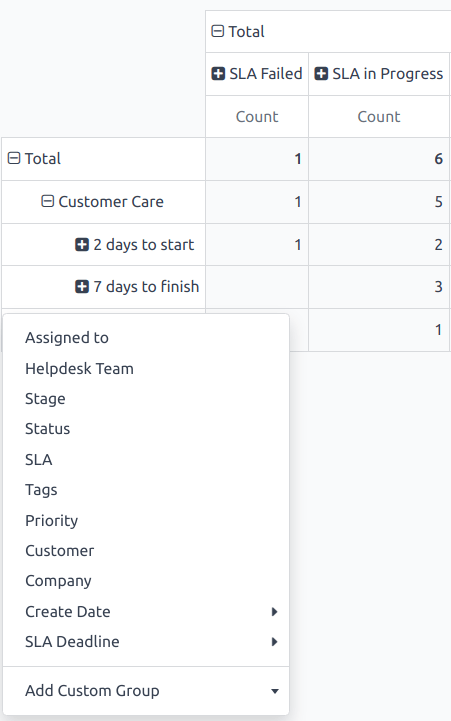 Total
SLA Failed SLA in Progress
Count Count
Total 1 6
Customer Care 1 5
2 days to start 1 2
7 days to finish 3
1
Assigned to
Helpdesk Team
Stage
Status
SLA
Tags
Priority
Customer
Company
Create Date
SLA Deadline
Add Custom Group